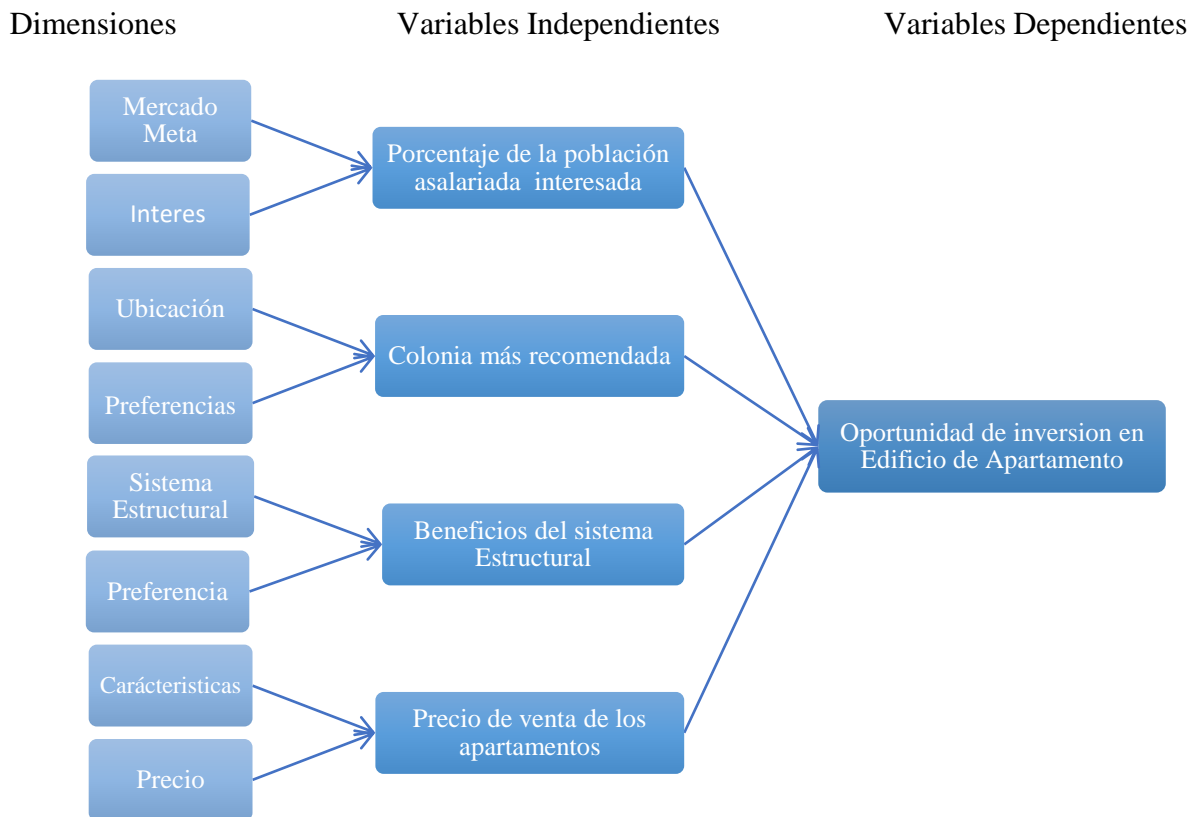 Dimensiones Variables Independientes Variables Dependientes
Mercado
Meta
Interes
Porcentaje de la población
asalariada interesada
Ubicación
Preferencias
Colonia más recomendada
Sistema
Estructural
Preferencia
Beneficios del sistema
Estructural
Carácteristicas
Precio
Precio de venta de los
apartamentos
Oportunidad de inversion en
Edificio de Apartamento